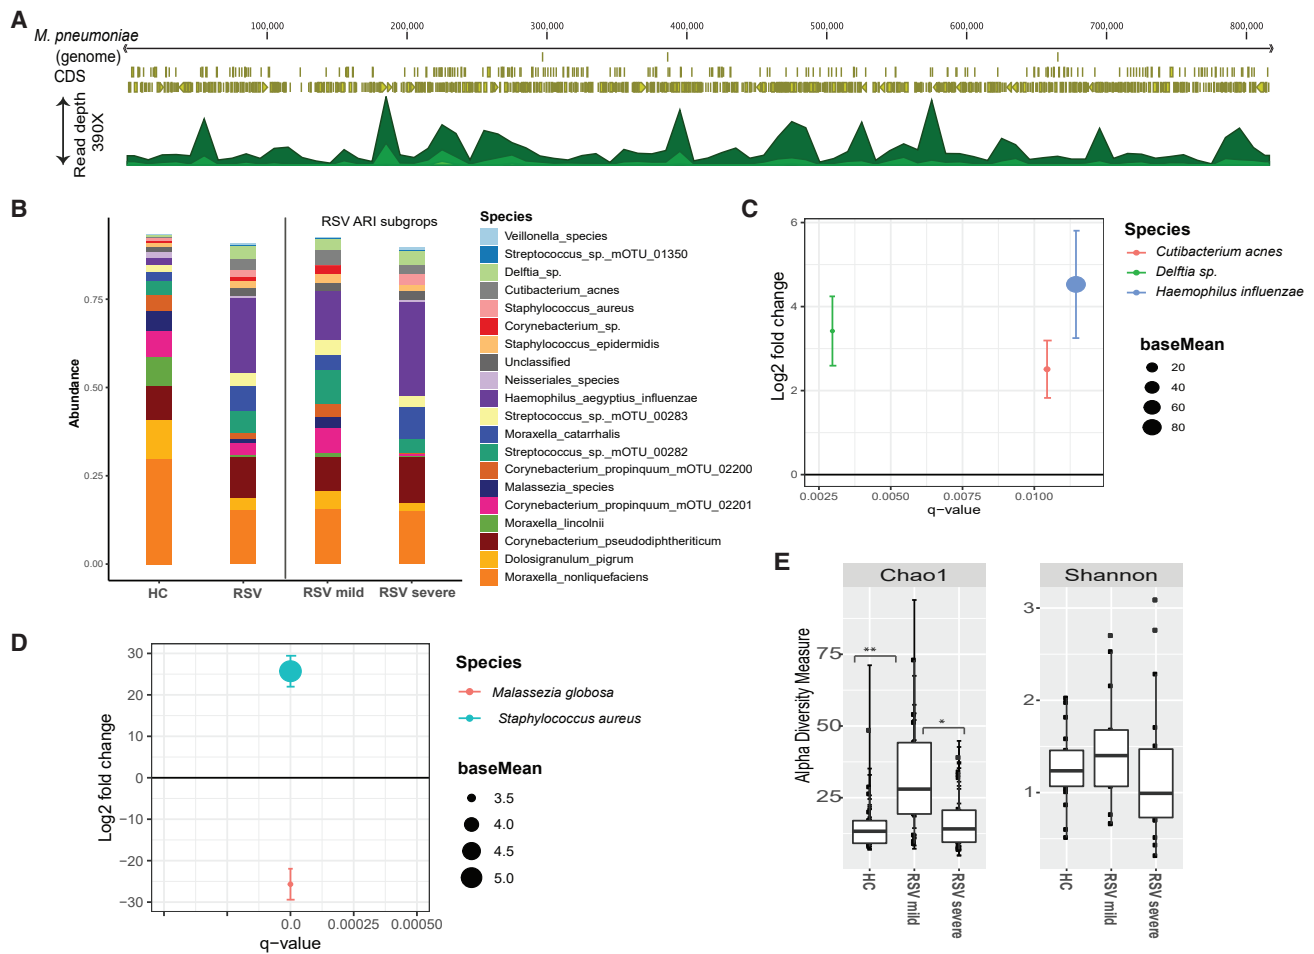 A
100,000 200,000 300,000 400,000 500,000 600,000 700,000 800,000
M. pneumoniae
(genome)
CDS
Read depth
390X
B
RSV ARI subgrops
Abundance
0.75
0.50
0.25
0.00
HC RSV RSV mild RSV severe
Species
Veillonella_species
Streptococcus_sp._mOTU_01350
Delftia_sp.
Cutibacterium_acnes
Staphylococcus_aureus
Corynebacterium_sp.
Staphylococcus_epidermidis
Unclassified
Neisseriales_species
Haemophilus_aegyptius_influenzae
Streptococcus_sp._mOTU_00283
Moraxella_catarrhalis
Streptococcus_sp._mOTU_00282
Corynebacterium_propinquum_mOTU_02200
Malassezia_species
Corynebacterium_propinquum_mOTU_02201
Moraxella_lincolnii
Corynebacterium_pseudodiphtheriticum
Dolosigranulum_pigrum
Moraxella_nonliquefaciens
C
Log2 fold change
6
4
2
0
0.0025 0.0050 0.0075 0.0100
q-value
Species
Cutibacterium acnes
Delftia sp.
Haemophilus influenzae
baseMean
20
40
60
80
D
Log2 fold change
30
20
10
0
−10
−20
−30
0.0 0.00025 0.00050
q−value
Species
Malassezia globosa
Staphylococcus aureus
baseMean
3.5
4.0
4.5
5.0
E
Chao1 Shannon
Alpha Diversity Measure
75
50
25
**
*
3
2
1
HC RSV mild RSV severe
HC RSV mild RSV severe